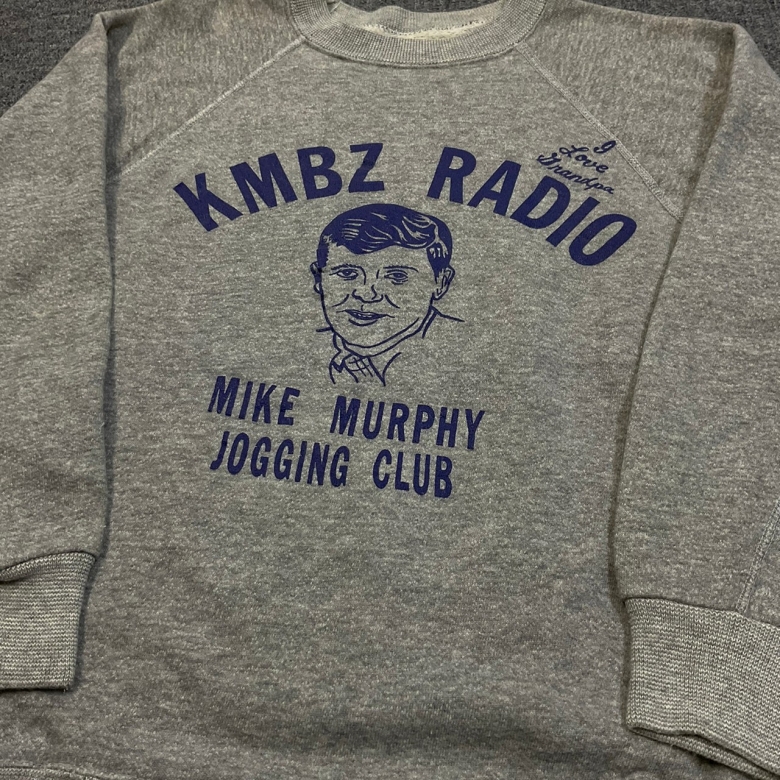 KMBZ RADIO
I
Love
Grandpa
MIKE MURPHY
JOGGING CLUB